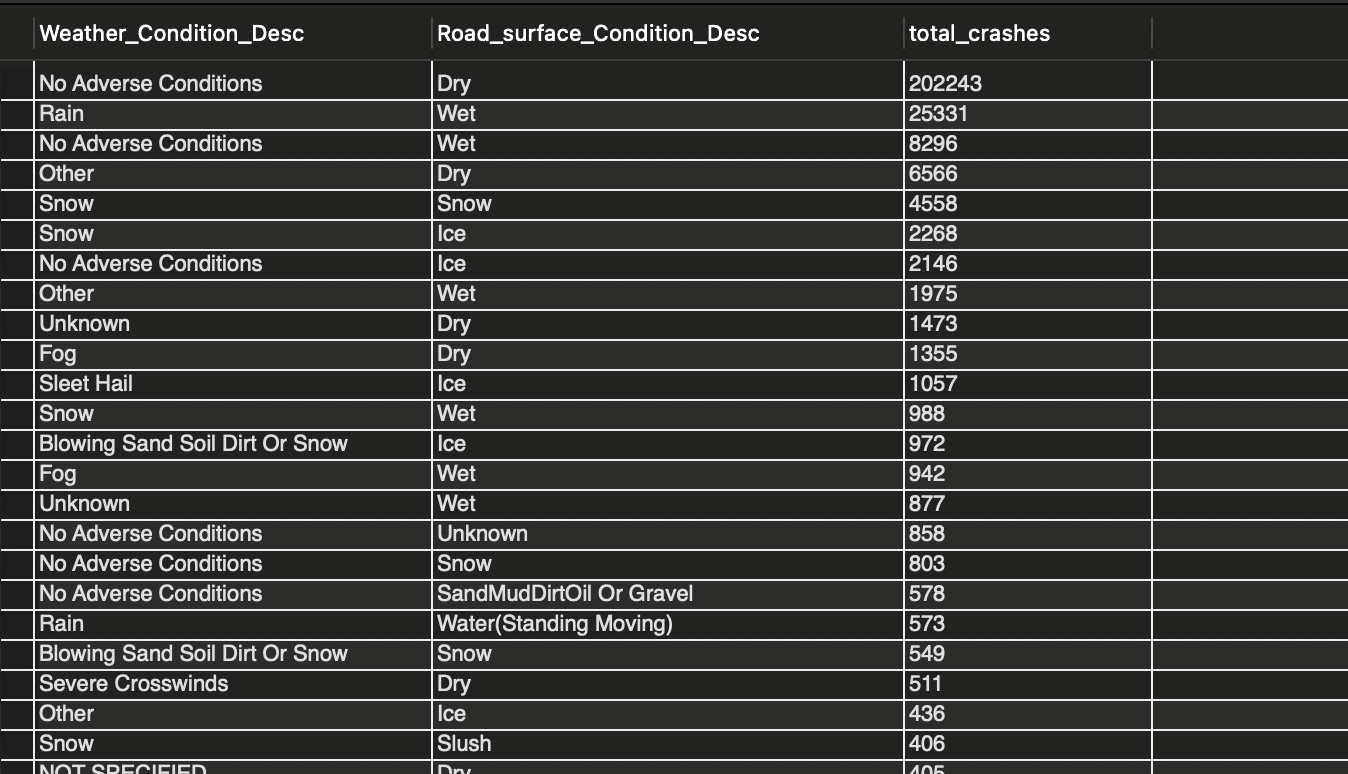 Weather_Condition_Desc Road_surface_Condition_Desc total_crashes
No Adverse Conditions Dry 202243
Rain Wet 25331
No Adverse Conditions Wet 8296
Other Dry 6566
Snow Snow 4558
Snow Ice 2268
No Adverse Conditions Ice 2146
Other Wet 1975
Unknown Dry 1473
Fog Dry 1355
Sleet Hail Ice 1057
Snow Wet 988
Blowing Sand Soil Dirt Or Snow Ice 972
Fog Wet 942
Unknown Wet 877
No Adverse Conditions Unknown 858
No Adverse Conditions Snow 803
No Adverse Conditions SandMudDirtOil Or Gravel 578
Rain Water(Standing Moving) 573
Blowing Sand Soil Dirt Or Snow Snow 549
Severe Crosswinds Dry 511
Other Ice 436
Snow Slush 406
NOT SPECIFIED Dry 405